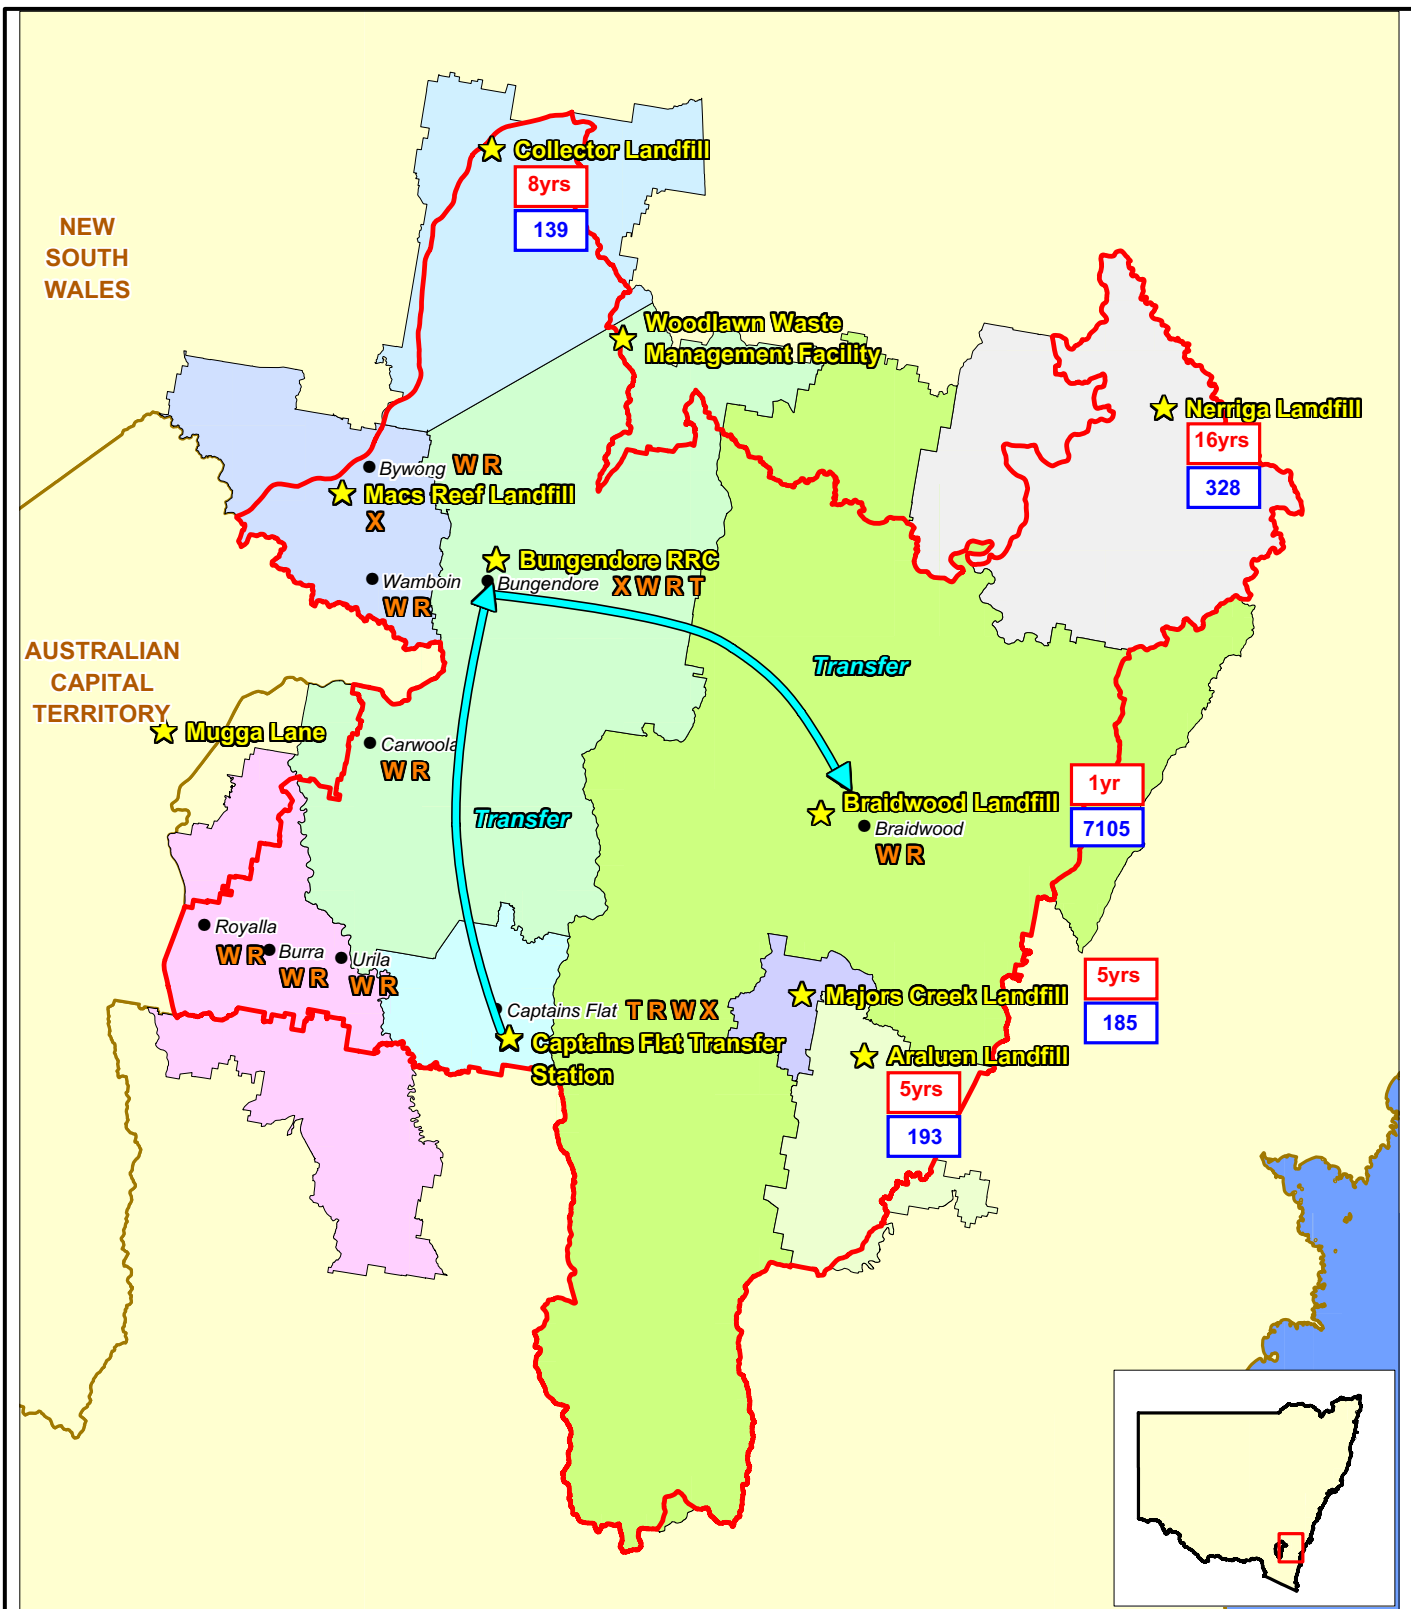 Collector Landfill
8yrs
139
NEW
SOUTH
WALES
Woodlawn Waste
Management Facility
Nerriga Landfill
16yrs
328
Bywong W R
Macs Reef Landfill
X
Bungendore RRC
Wamboin
W R
Bungendore X W R T
AUSTRALIAN
CAPITAL
TERRITORY
Transfer
Mugga Lane
Carwoola
W R
1yr
7105
Braidwood Landfill
Transfer
Braidwood
W R
Royalla
W R
Burra
W R
Urila
W R
5yrs
185
Majors Creek Landfill
Captains Flat T R W X
Captains Flat Transfer
Station
Araluen Landfill
5yrs
193